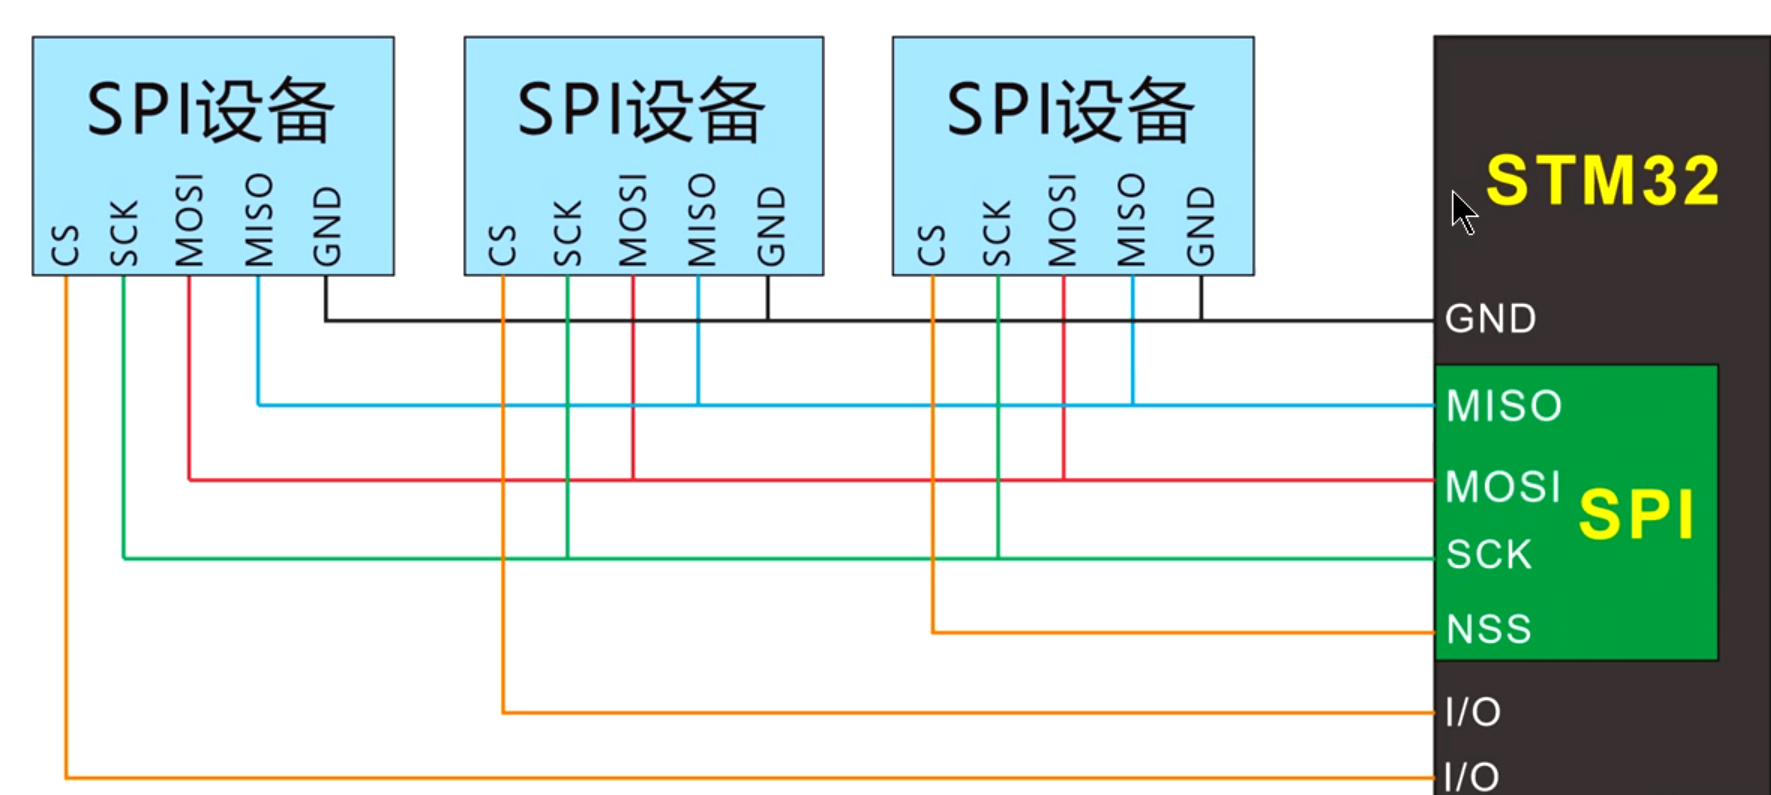 SPI设备
CS
SCK
MOSI
MISO
GND
SPI设备
CS
SCK
MOSI
MISO
GND
SPI设备
CS
SCK
MOSI
MISO
GND
STM32
GND
MISO
MOSI
SPI
SCK
NSS
I/O
I/O